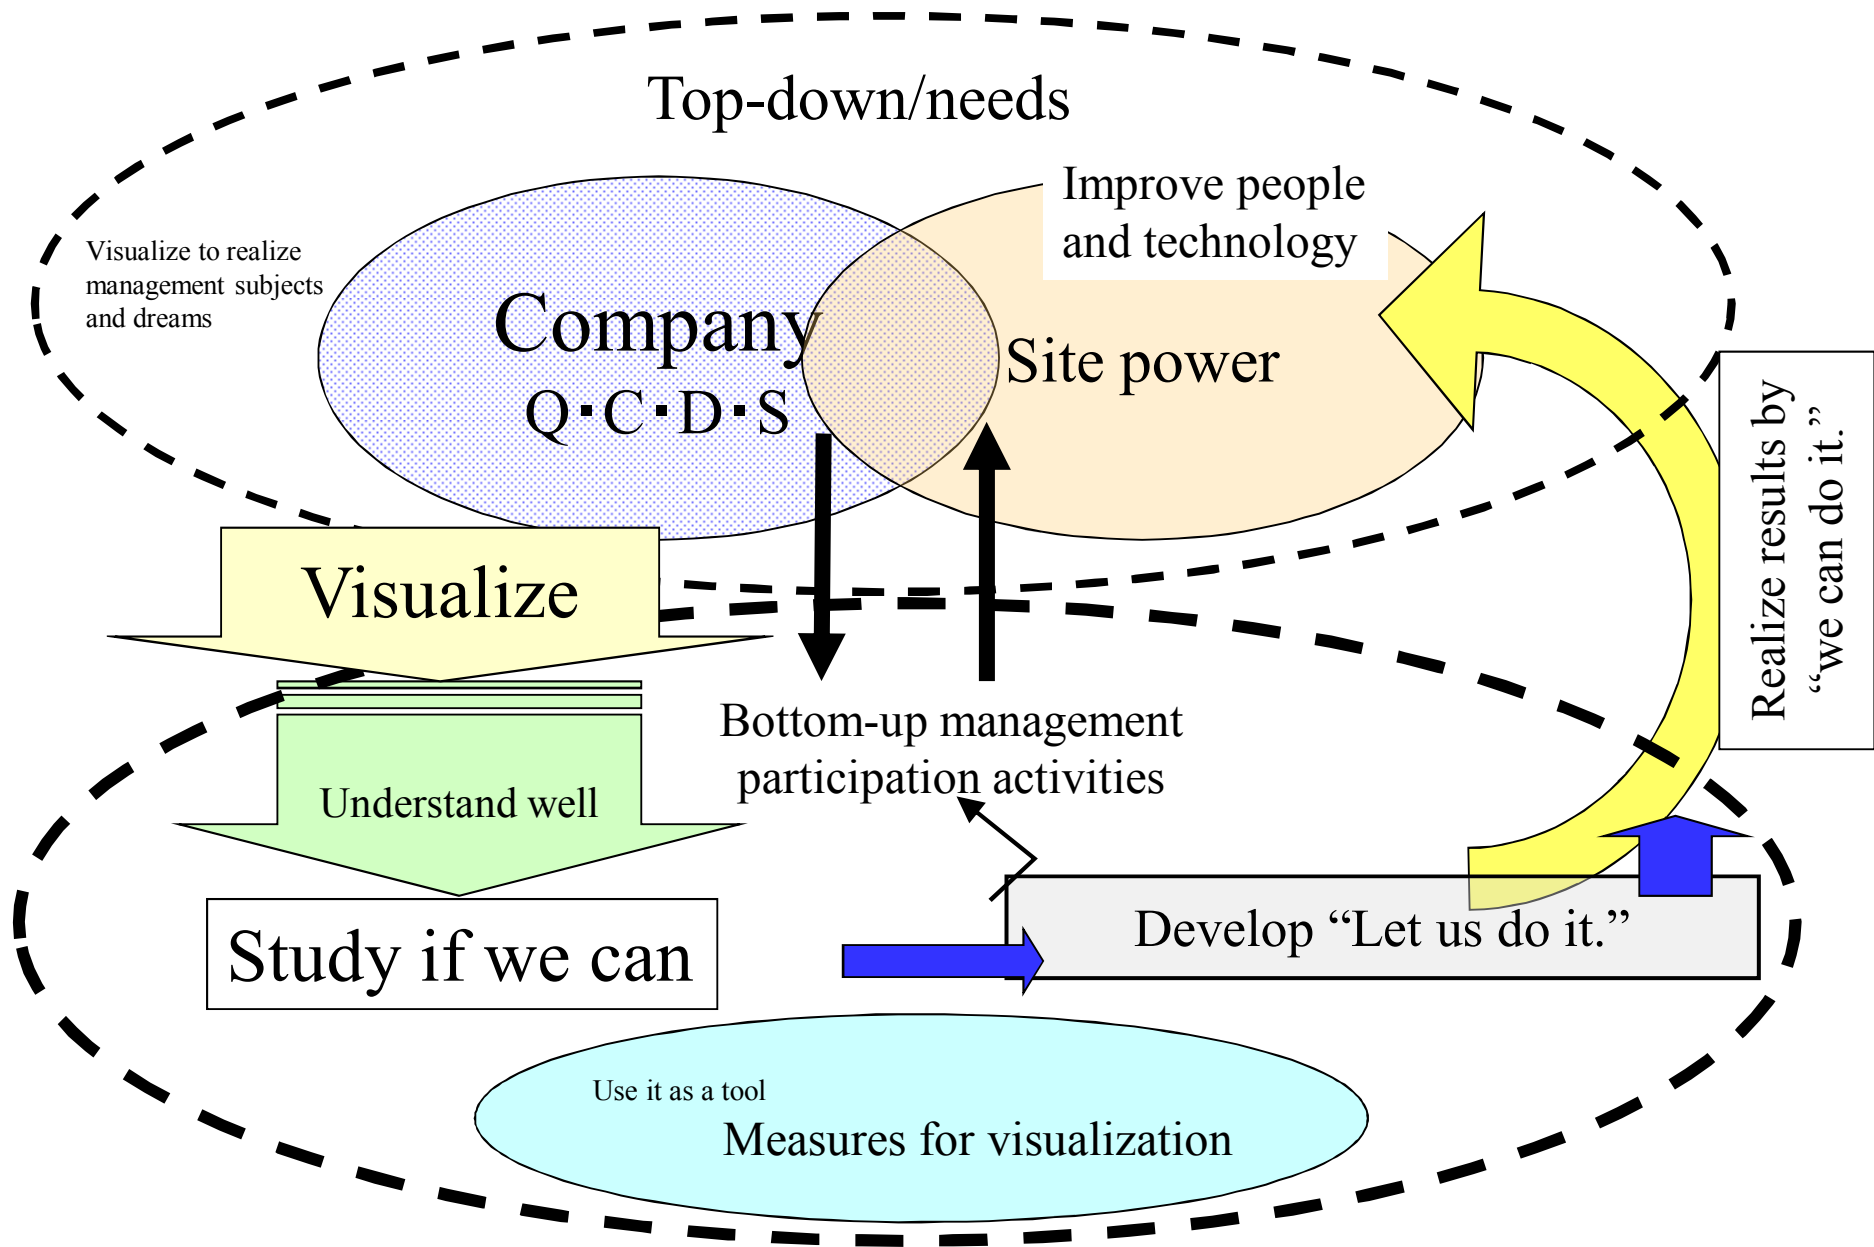 Top-down/needs
Improve people
and technology
Visualize to realize
management subjects
and dreams
Company
Q・C・D・S
Site power
Realize results by
“we can do it.”
Visualize
Bottom-up management
participation activities
Understand well
Study if we can
Develop “Let us do it.”
Use it as a tool
Measures for visualization